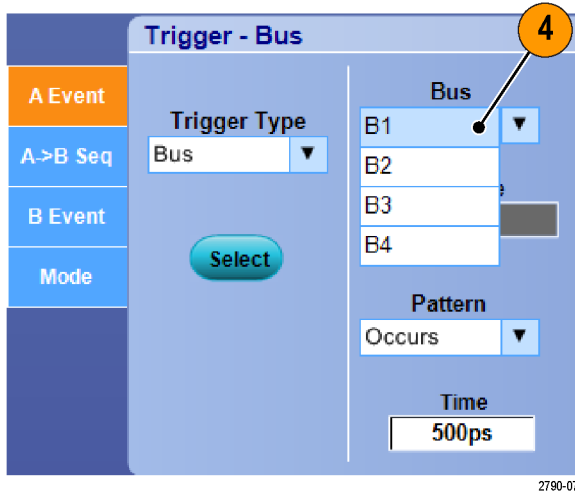 Trigger - Bus
4
A Event
A->B Seq
B Event
Mode
Trigger Type
Bus
Select
Bus
B1
B2
B3
B4
Pattern
Occurs
Time
500ps
2790-07